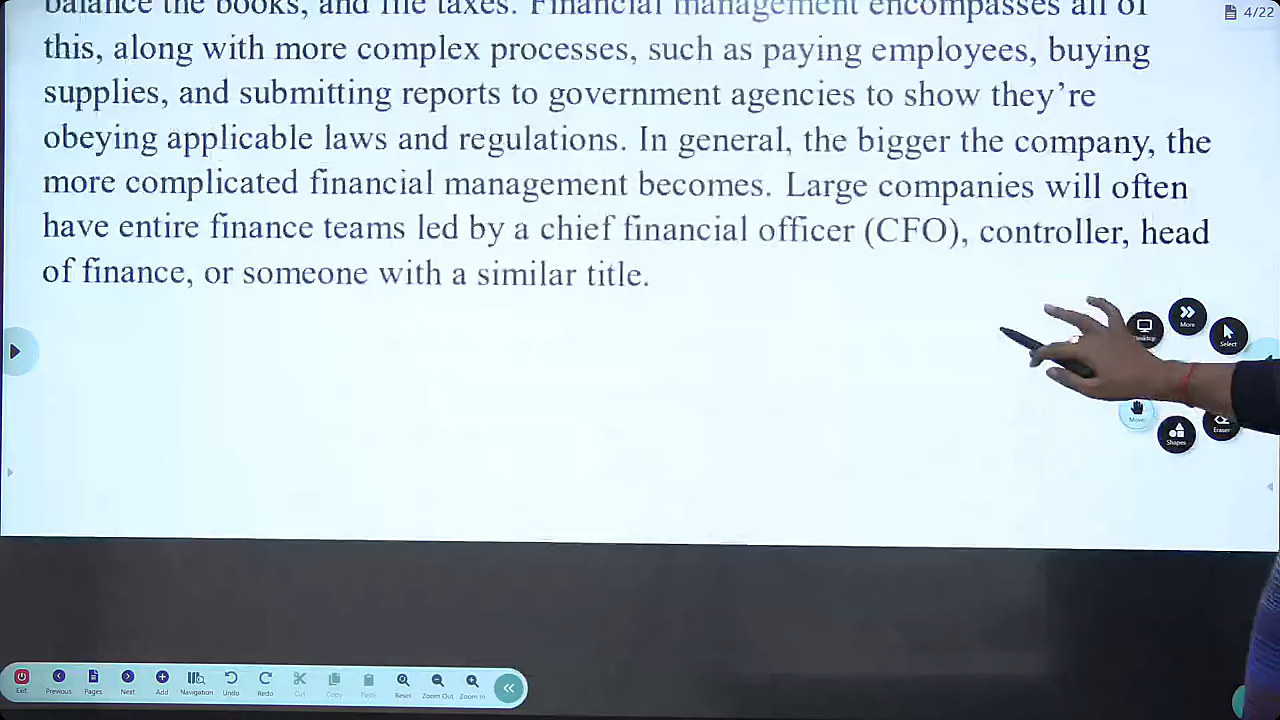 balance the books, and file taxes. Financial management encompasses all of
this, along with more complex processes, such as paying employees, buying
supplies, and submitting reports to government agencies to show they’re
obeying applicable laws and regulations. In general, the bigger the company, the
more complicated financial management becomes. Large companies will often
have entire finance teams led by a chief financial officer (CFO), controller, head
of finance, or someone with a similar title.
4/22
More
Desktop
Select
Move
Shapes
Eraser
Exit
Previous
Pages
Next
Add
Navigation
Undo
Redo
Cut
Copy
Paste
Reset
Zoom Out
Zoom In